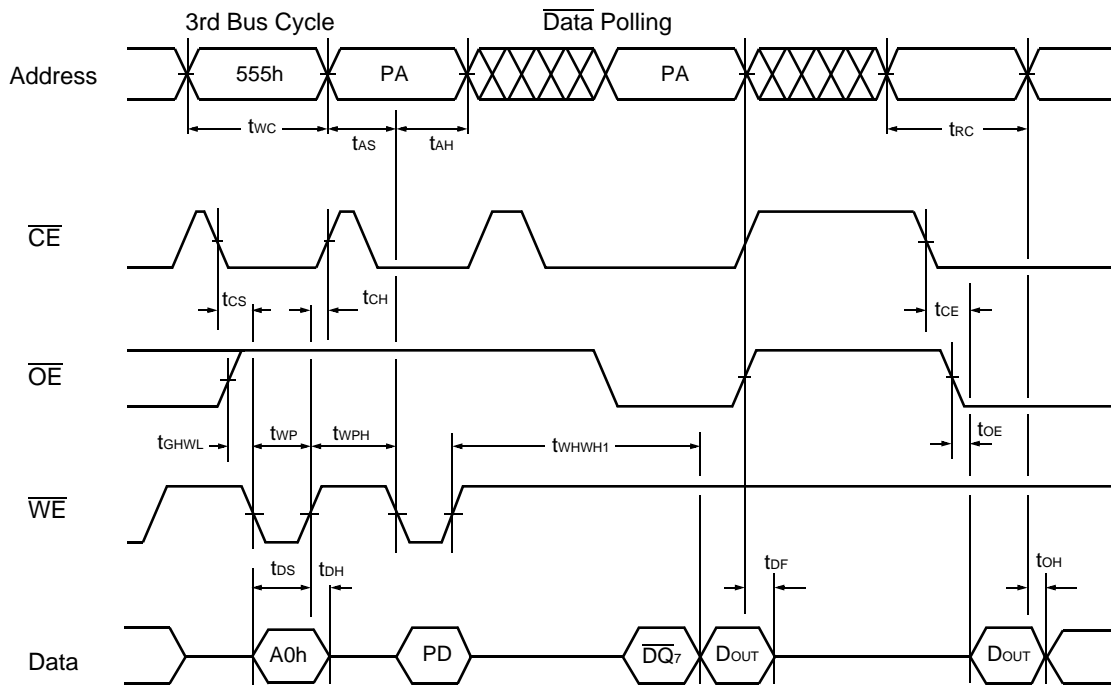 3rd Bus Cycle
Data Polling
Address
555h
PA
PA
tWC
tAS
tAH
tRC
CE
tCS
tCH
tCE
OE
tGHWL
tWP
tWPH
tWHWH1
tOE
WE
tDS
tDH
tDF
tOH
Data
A0h
PD
DQ7
DOUT
DOUT